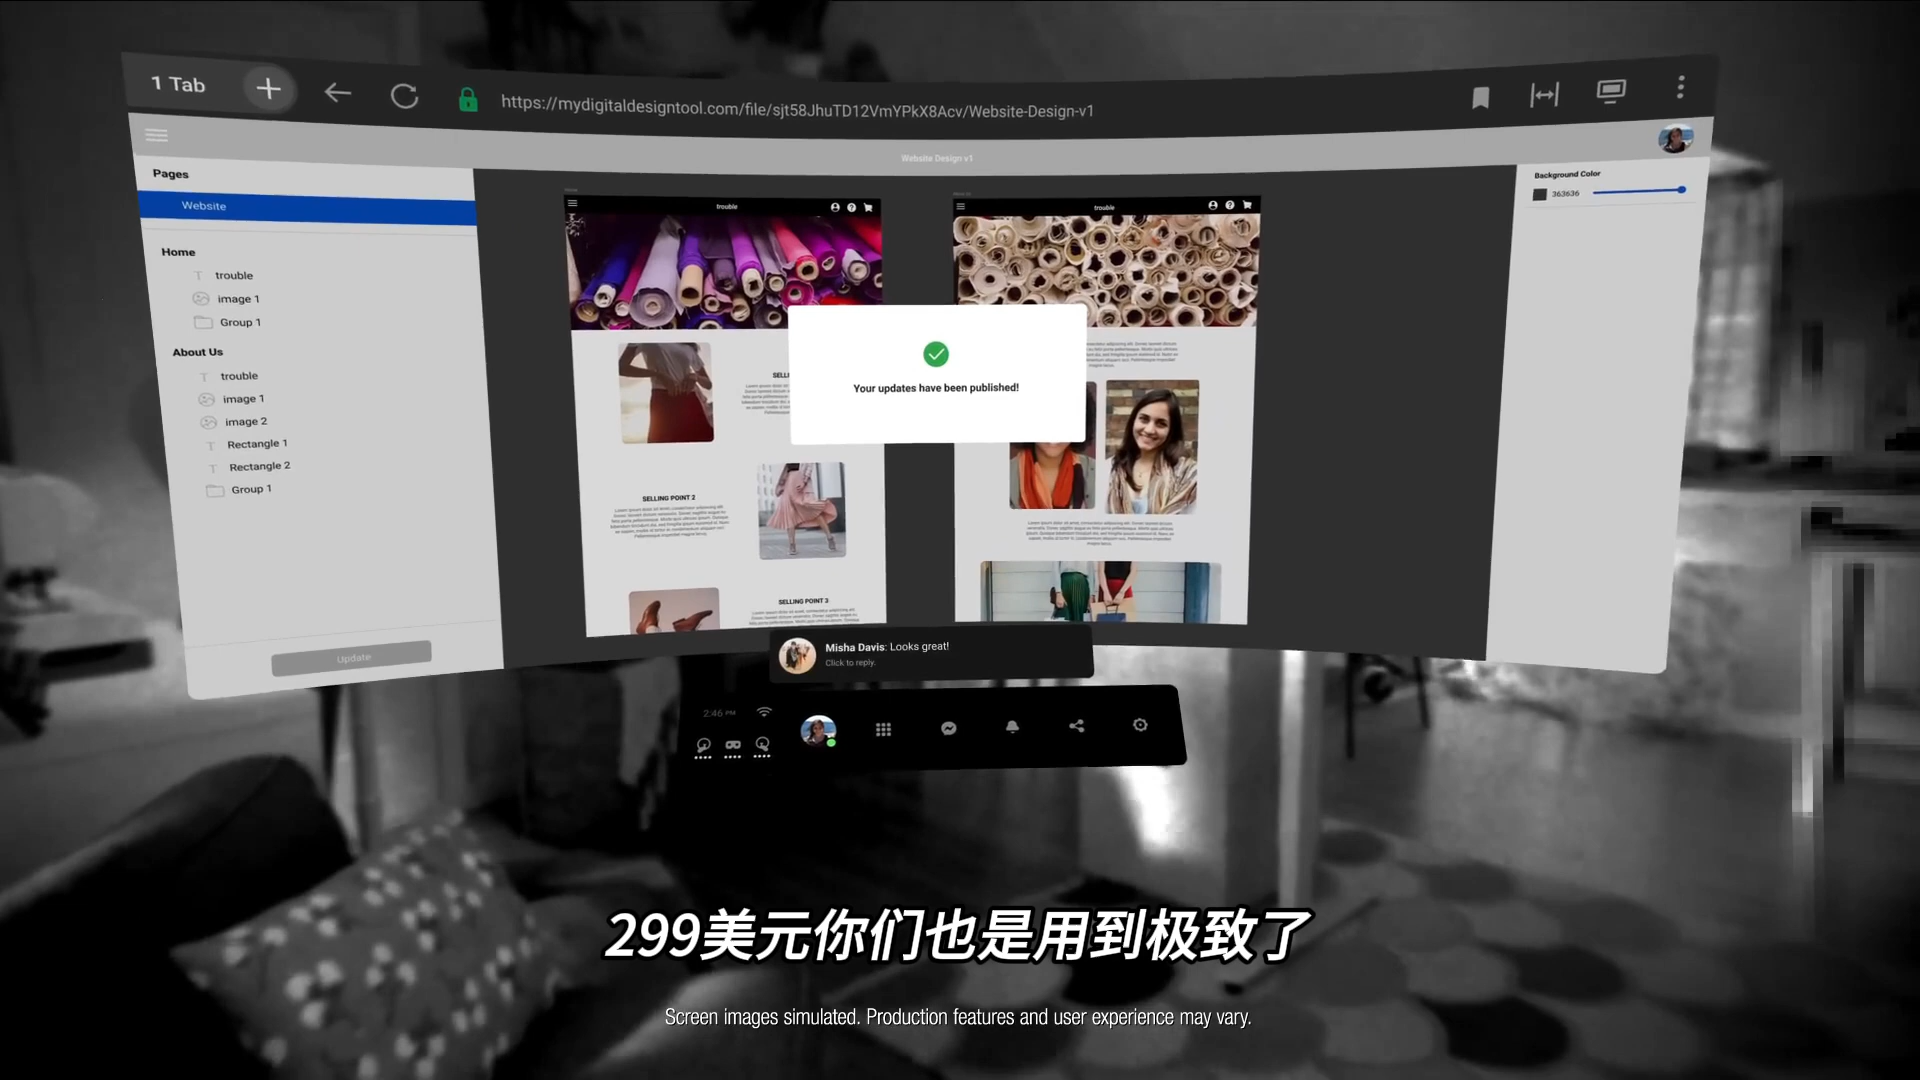 1 Tab
https://mydigitaldesigntool.com/file/sjt58JhuTD12VmYPkX8Acv/Website-Design-v1
Website Design v1
Pages
Website
Home
trouble
image 1
Group 1
About Us
trouble
image 1
image 2
Rectangle 1
Rectangle 2
Group 1
Update
trouble
SELL
SELLING POINT 2
SELLING POINT 3
trouble
Your updates have been published!
Background Color
363636
Misha Davis: Looks great!
Click to reply.
2:46 PM
299美元你们也是用到极致了
Screen images simulated. Production features and user experience may vary.